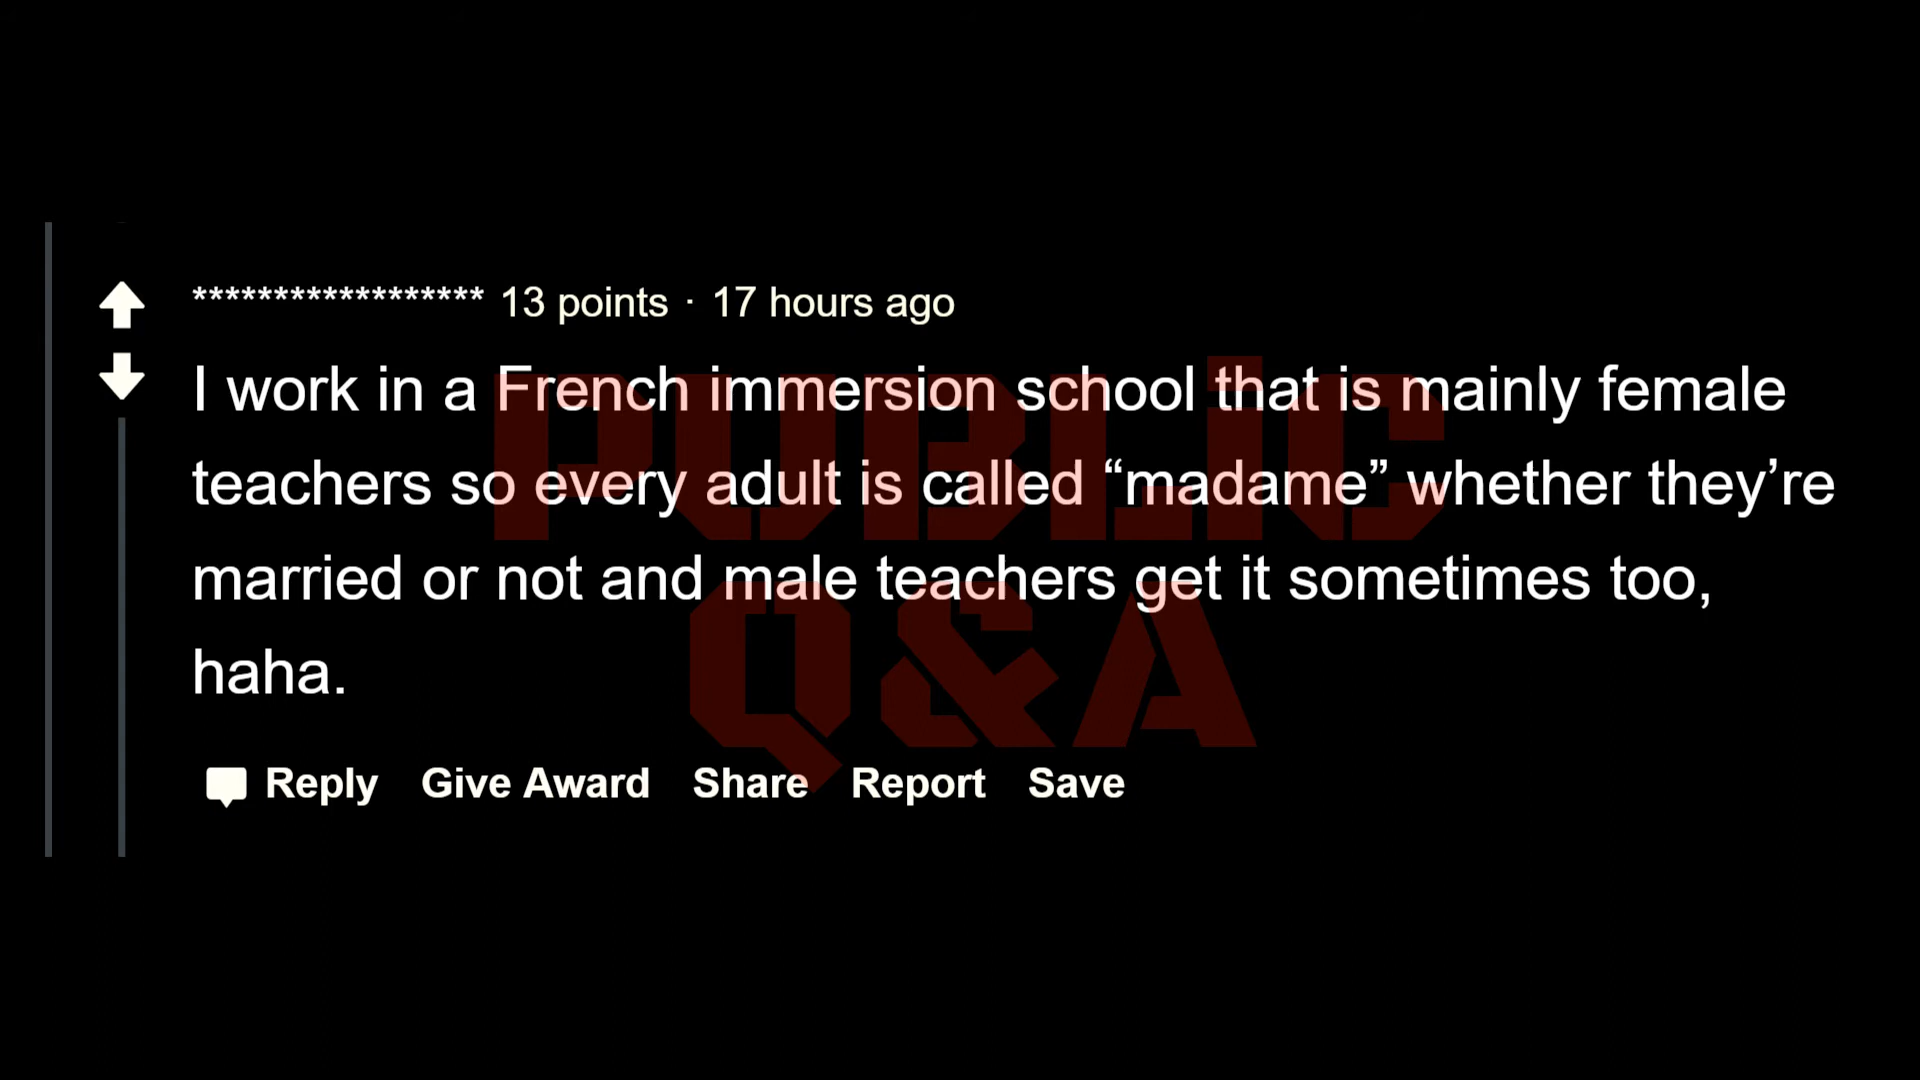 ****************** 13 points · 17 hours ago
I work in a French immersion school that is mainly female
teachers so every adult is called “madame” whether they’re
married or not and male teachers get it sometimes too,
haha.
Reply Give Award Share Report Save
PUBLiC
Q&A